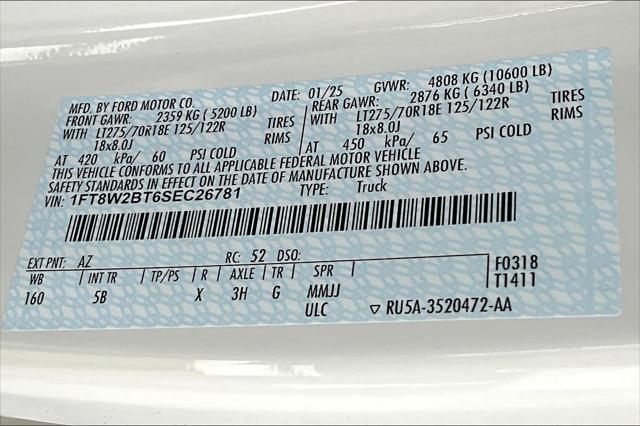 MFD. BY FORD MOTOR CO. DATE: 01/25 GVWR: 4808 KG (10600 LB)
FRONT GAWR: 2359 KG ( 5200 LB) REAR GAWR: 2876 KG ( 6340 LB)
WITH LT275/70R18E 125/122R TIRES WITH LT275/70R18E 125/122R TIRES
18x8.0J RIMS 18x8.0J RIMS
AT 420 kPa/ 60 PSI COLD AT 450 kPa/ 65 PSI COLD
THIS VEHICLE CONFORMS TO ALL APPLICABLE FEDERAL MOTOR VEHICLE
SAFETY STANDARDS IN EFFECT ON THE DATE OF MANUFACTURE SHOWN ABOVE.
VIN: 1FT8W2BT6SEC26781 TYPE: Truck
EXT PNT: AZ RC: 52 DSO: F0318
WB INT TR TP/PS R AXLE TR SPR T1411
160 5B X 3H G MMJJ
ULC ▽ RU5A-3520472-AA